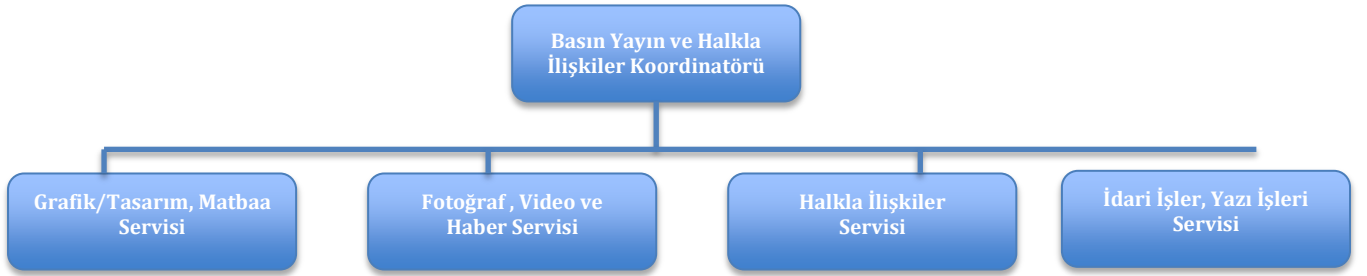 Basın Yayın ve Halkla
İlişkiler Koordinatörü
Grafik/Tasarım, Matbaa
Servisi
Fotoğraf , Video ve
Haber Servisi
Halkla İlişkiler
Servisi
İdari İşler, Yazı İşleri
Servisi